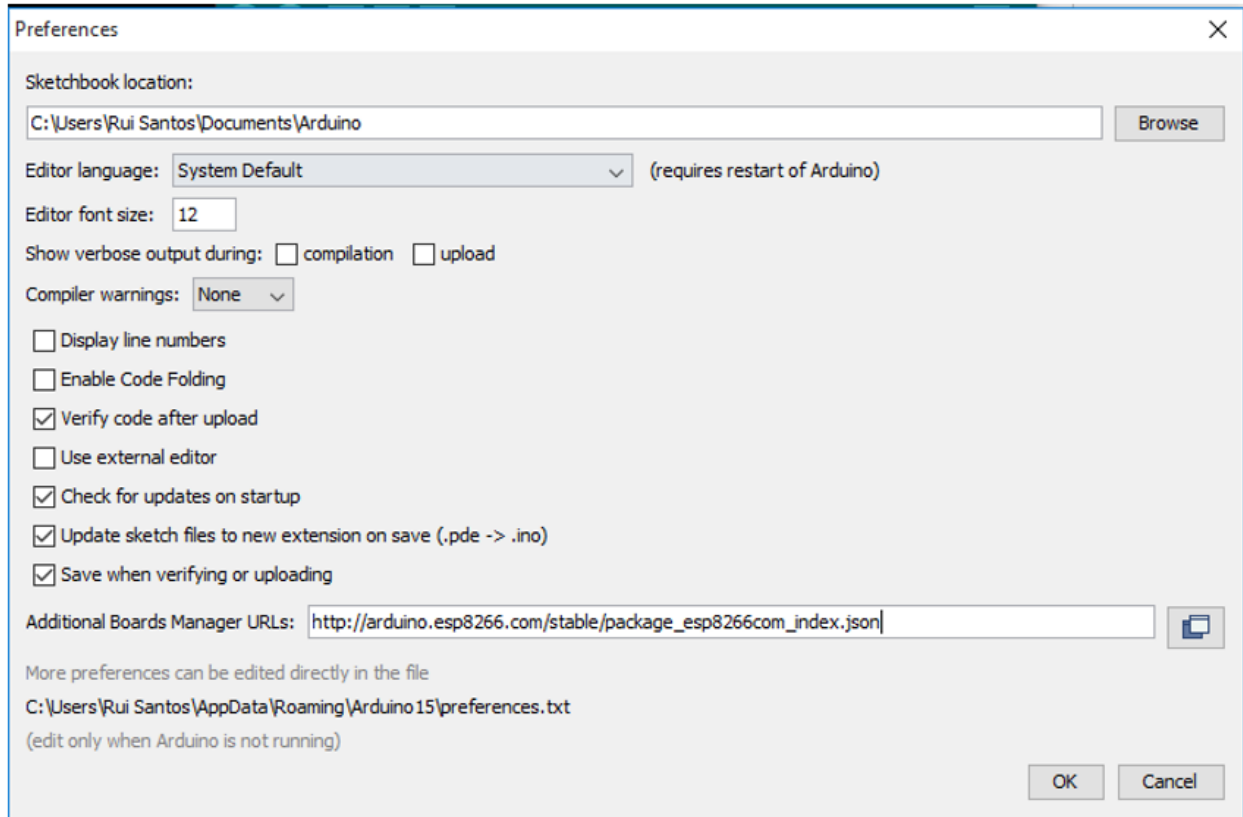 Preferences
Sketchbook location:
C:\Users\Rui Santos\Documents\Arduino Browse
Editor language: System Default (requires restart of Arduino)
Editor font size: 12
Show verbose output during: compilation upload
Compiler warnings: None
Display line numbers
Enable Code Folding
Verify code after upload
Use external editor
Check for updates on startup
Update sketch files to new extension on save (.pde -> .ino)
Save when verifying or uploading
Additional Boards Manager URLs: http://arduino.esp8266.com/stable/package_esp8266com_index.json
More preferences can be edited directly in the file
C:\Users\Rui Santos\AppData\Roaming\Arduino15\preferences.txt
(edit only when Arduino is not running)
OK Cancel